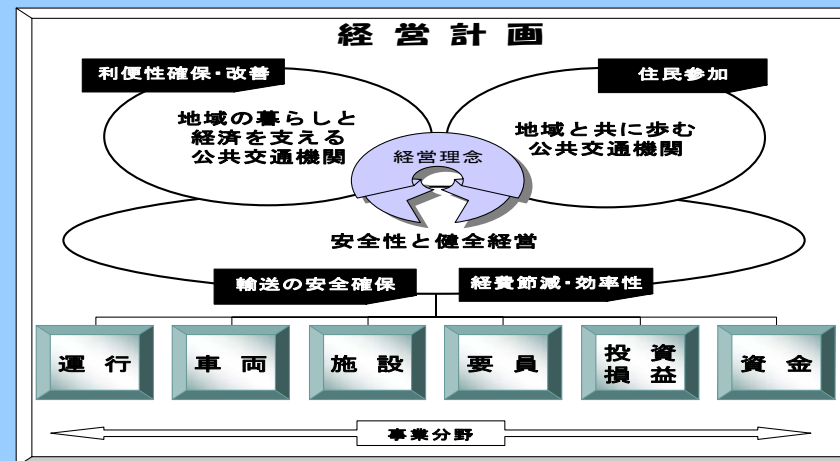 経営計画
利便性確保・改善
住民参加
地域の暮らしと
経済を支える
公共交通機関
地域と共に歩む
公共交通機関
経営理念
安全性と健全経営
輸送の安全確保
経費節減・効率性
運行
車両
施設
要員
投資
損益
資金
事業分野